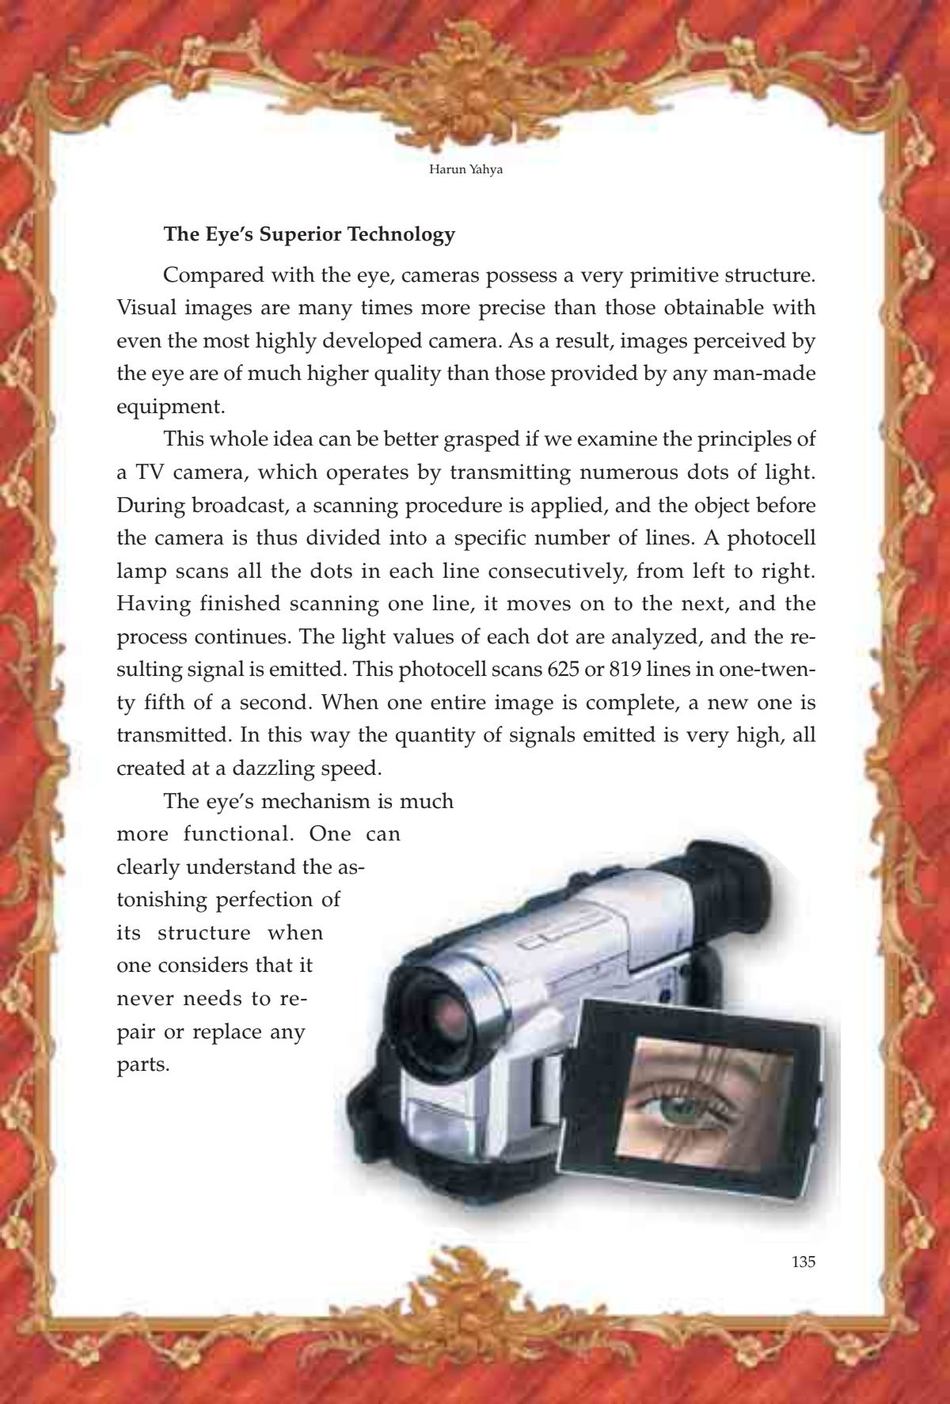 Harun Yahya
The Eye's Superior Technology
Compared with the eye, cameras possess a very primitive structure.
Visual images are many times more precise than those obtainable with
even the most highly developed camera. As a result, images perceived by
the eye are of much higher quality than those provided by any man-made
equipment.
This whole idea can be better grasped if we examine the principles of
a TV camera, which operates by transmitting numerous dots of light.
During broadcast, a scanning procedure is applied, and the object before
the camera is thus divided into a specific number of lines. A photocell
lamp scans all the dots in each line consecutively, from left to right.
Having finished scanning one line, it moves on to the next, and the
process continues. The light values of each dot are analyzed, and the re-
sulting signal is emitted. This photocell scans 625 or 819 lines in one-twen-
ty fifth of a second. When one entire image is complete, a new one is
transmitted. In this way the quantity of signals emitted is very high, all
created at a dazzling speed.
The eye's mechanism is much
more functional. One can
clearly understand the as-
tonishing perfection of
its structure when
one considers that it
never needs to re-
pair or replace any
parts.
135